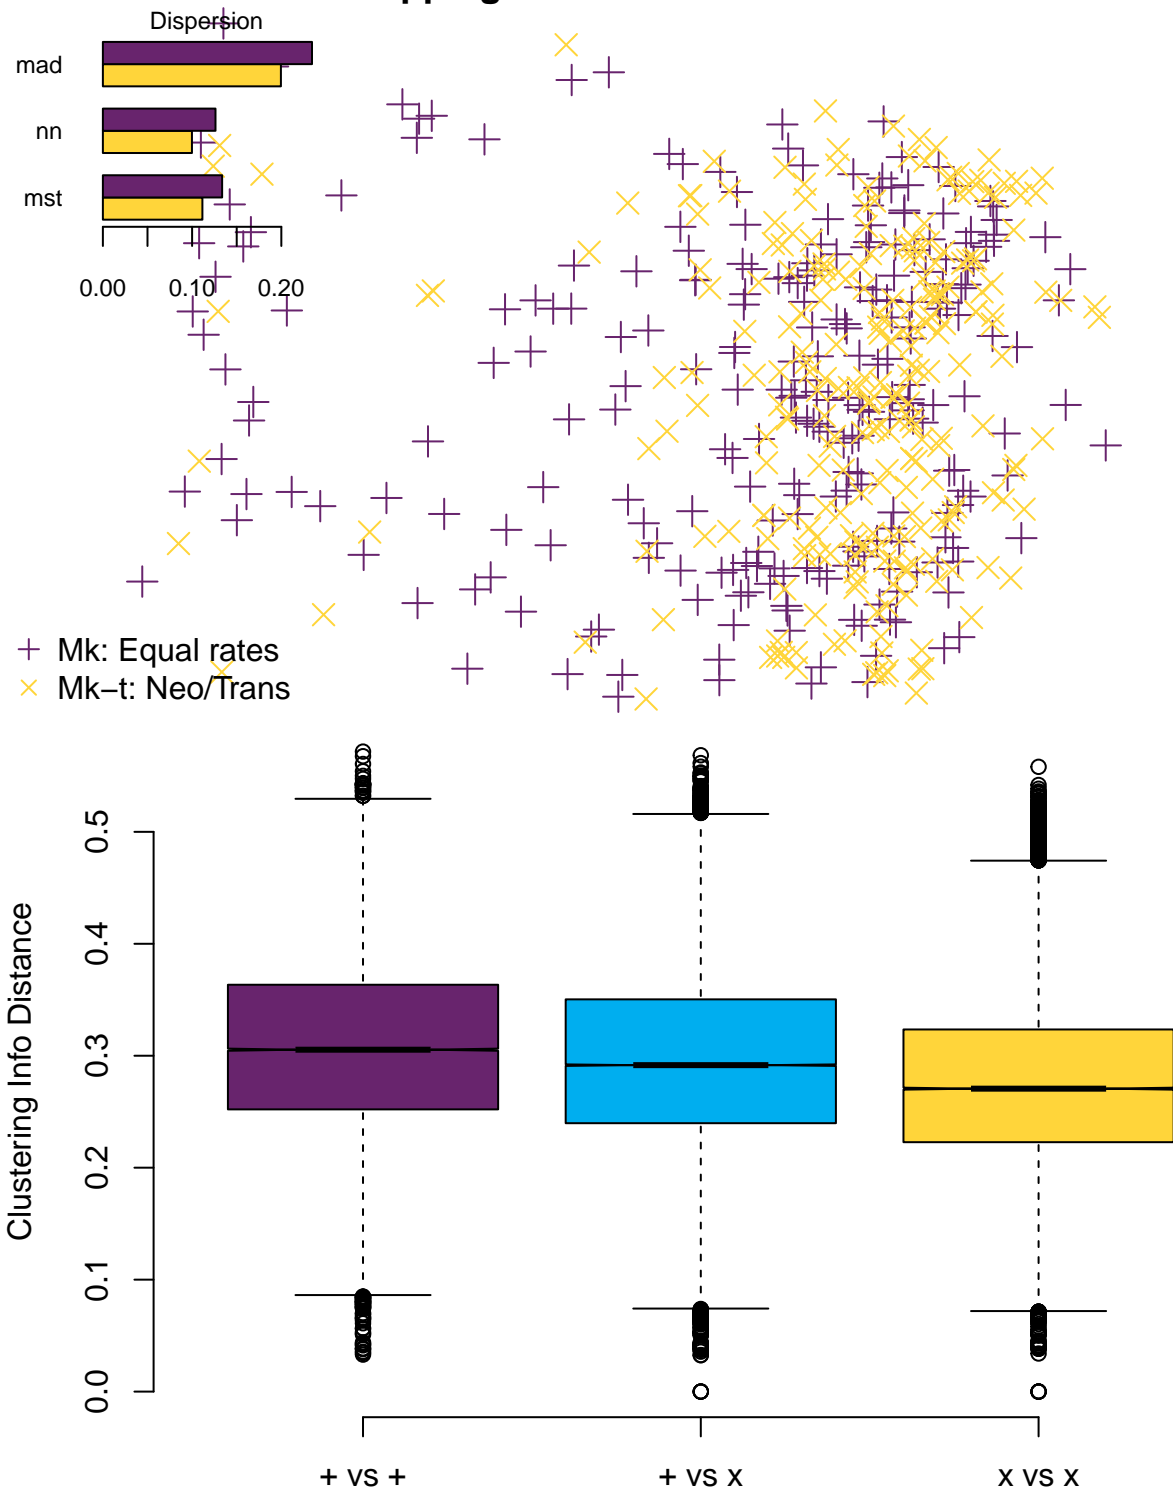 pping
Dispersion
mad
nn
mst
0.00 0.10 0.20
Mk: Equal rates
Mk−t: Neo/Trans
Clustering Info Distance
0.5
0.4
0.3
0.2
0.1
0.0
+ vs +
+ vs x
x vs x